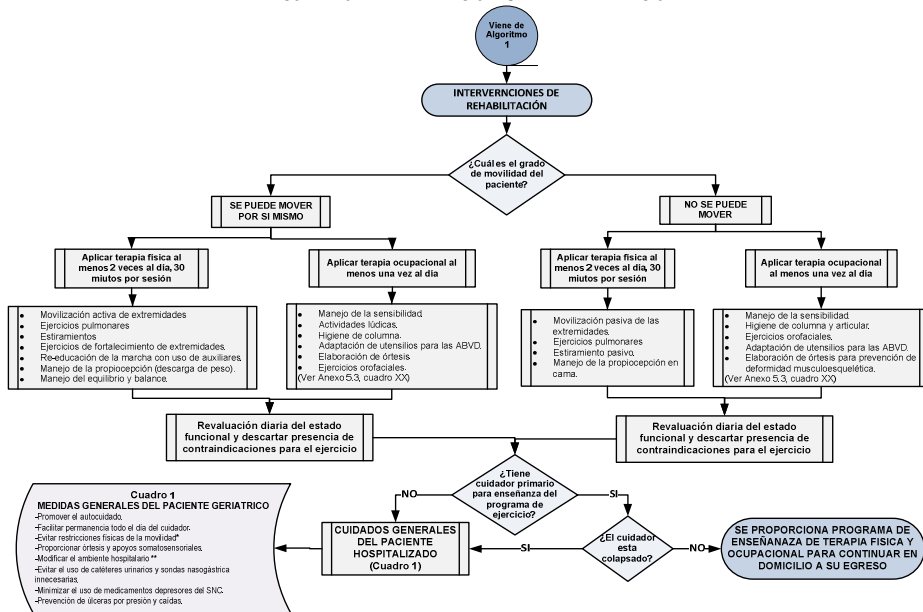 Viene de
Algoritmo
1
INTERVERNCIONES DE
REHABILITACIÓN
¿Cuál es el grado
de movilidad del
paciente?
SE PUEDE MOVER
POR SI MISMO
NO SE PUEDE
MOVER
Aplicar terapia fisica al
menos 2 veces al dia, 30
miutos por sesión
Aplicar terapia ocupacional al
menos una vez al dia
Aplicar terapia fisica al
menos 2 veces al dia, 30
miutos por sesión
Aplicar terapia ocupacional
al menos una vez al dia
• Movilización activa de extremidades
• Ejercicios pulmonares
• Estiramientos
• Ejercicios de fortalecimiento de extremidades.
• Re-educación de la marcha con uso de auxiliares.
• Manejo de la propiocepción (descarga de peso).
• Manejo del equilibrio y balance.
• Manejo de la sensibilidad.
• Actividades lúdicas.
• Higiene de columna.
• Adaptación de utensilios para las ABVD.
• Elaboración de órtesis
• Ejercicios orofaciales.
(Ver Anexo 5.3, cuadro XX)
• Movilización pasiva de las
extremidades.
• Ejercicios pulmonares
• Estiramiento pasivo.
• Manejo de la propiocepción en
cama.
• Manejo de la sensibilidad.
• Higiene de columna y articular.
• Ejercicios orofaciales.
• Adaptación de utensilios para las ABVD.
• Elaboración de órtesis para prevención de
deformidad musculoesquelética.
(Ver Anexo 5.3, cuadro XX)
Revaluación diaria del estado
funcional y descartar presencia de
contraindicaciones para el ejercicio
Revaluación diaria del estado
funcional y descartar presencia de
contraindicaciones para el ejercicio
¿Tiene
cuidador primario
para enseñanza del
programa de
ejercicio?
NO
SI
Cuadro 1
MEDIDAS GENERALES DEL PACIENTE GERIATRICO
-Promover el autocuidado.
-Facilitar permanencia todo el día del cuidador.
-Evitar restricciones físicas de la movilidad*
-Proporcionar órtesis y apoyos somatosensoriales.
-Modificar el ambiente hospitalario **
-Evitar el uso de catéteres urinarios y sondas nasogástrica
innecesarias.
-Minimizar el uso de medicamentos depresores del SNC.
-Prevención de úlceras por presión y caídas.
CUIDADOS GENERALES
DEL PACIENTE
HOSPITALIZADO
(Cuadro 1)
SI
¿El cuidador
esta
colapsado?
NO
SE PROPORCIONA PROGRAMA DE
ENSEÑANAZA DE TERAPIA FISICA Y
OCUPACIONAL PARA CONTINUAR EN
DOMICILIO A SU EGRESO